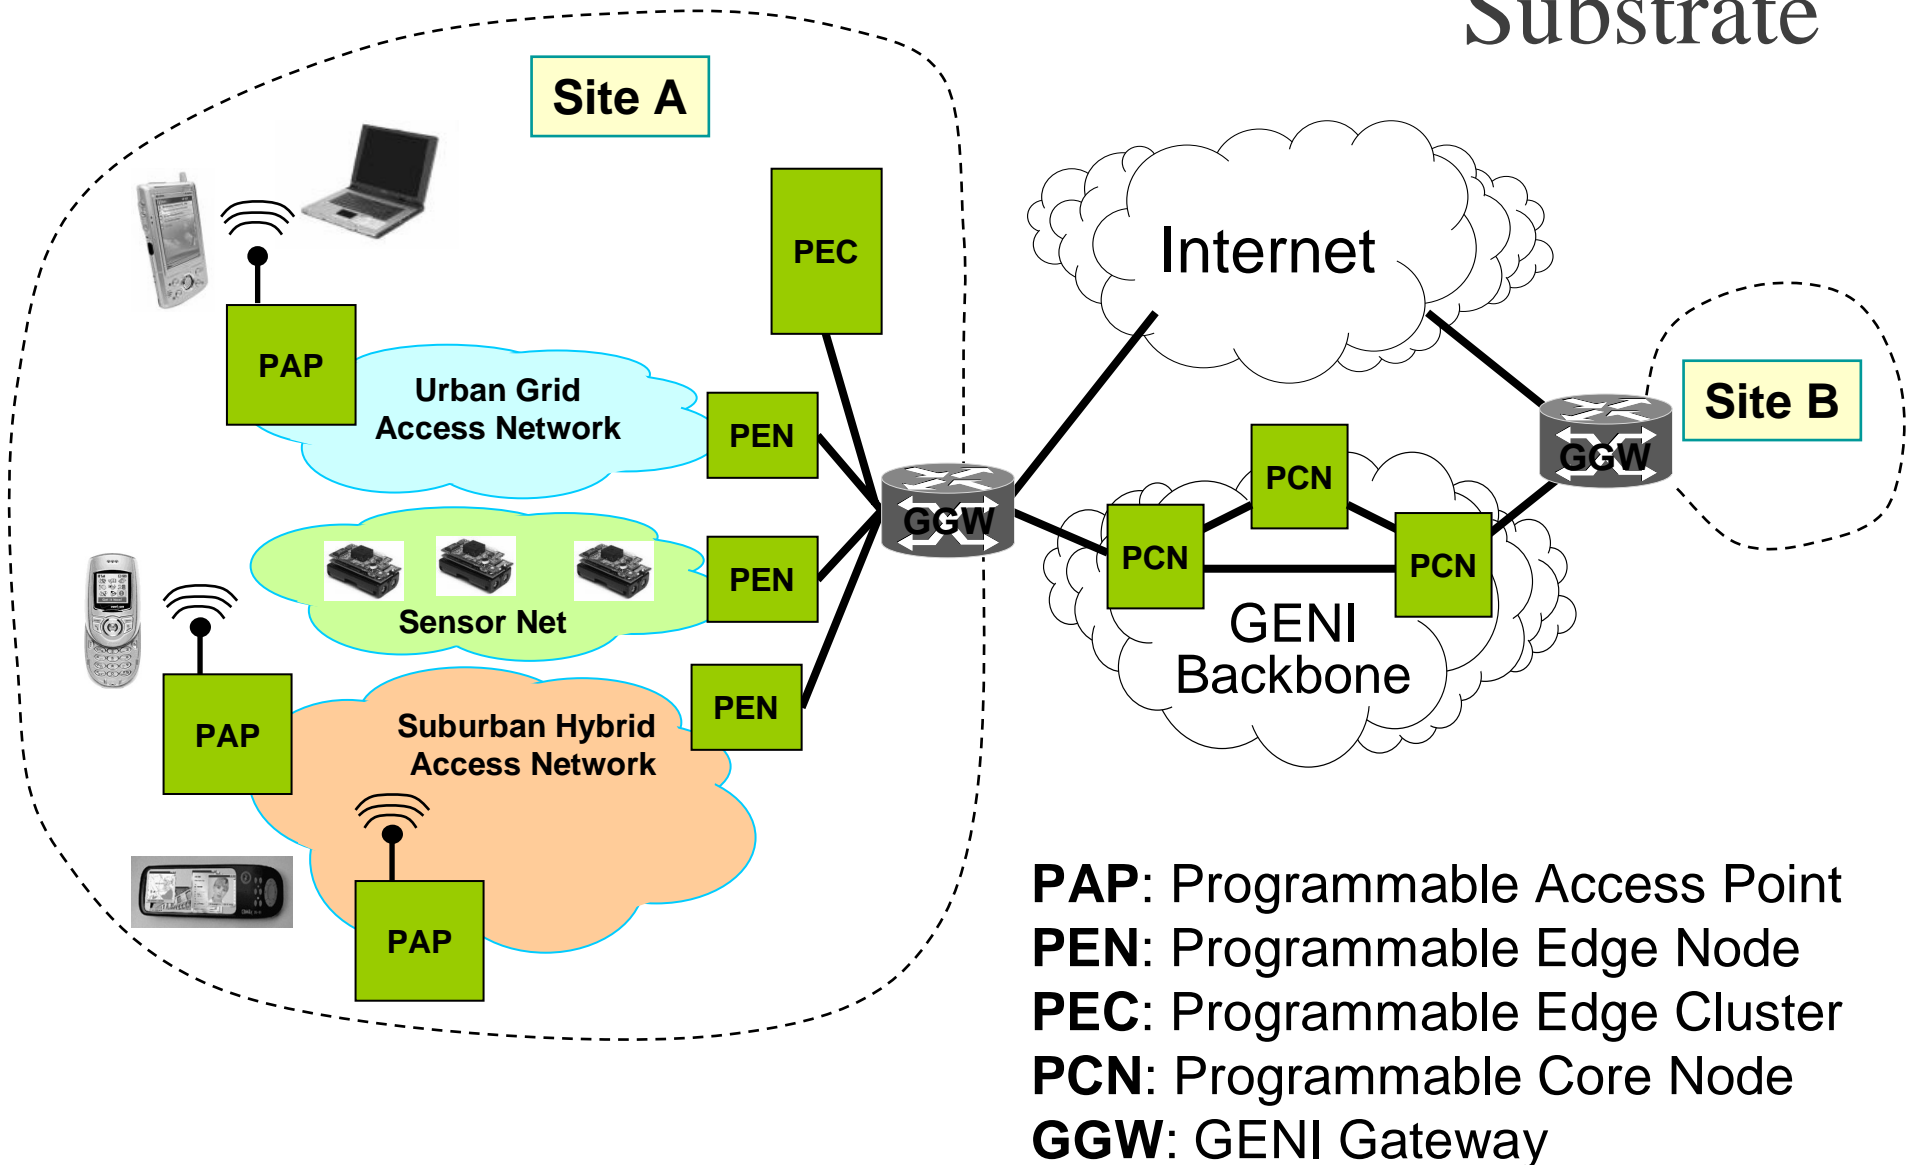 Substrate
Site A
PEC
Internet
PAP
Urban Grid
Access Network
PEN
Site B
GGW
PCN
GGW
PCN
PCN
PEN
Sensor Net
GENI
Backbone
PAP
Suburban Hybrid
Access Network
PEN
PAP
PAP: Programmable Access Point
PEN: Programmable Edge Node
PEC: Programmable Edge Cluster
PCN: Programmable Core Node
GGW: GENI Gateway